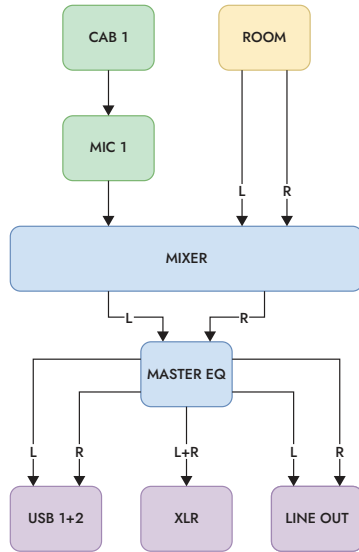 CAB 1
ROOM
MIC 1
L
R
MIXER
L
R
MASTER EQ
L
R
L+R
L
R
USB 1+2
XLR
LINE OUT